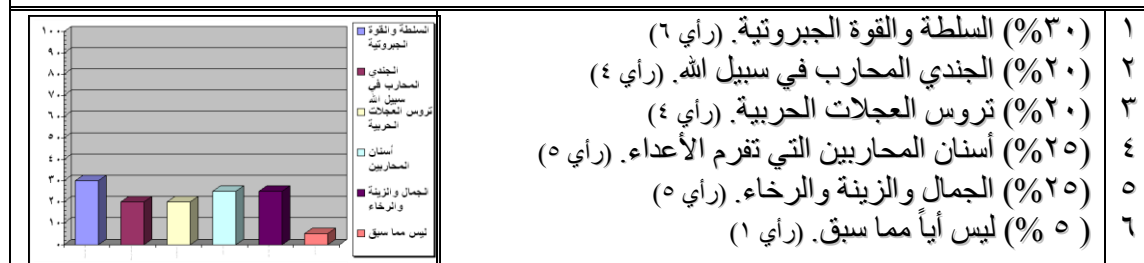 ١ (٣٠%) السلطة والقوة الجبروتية. (رأي ٦)
٢ (٢٠%) الجندي المحارب في سبيل الله. (رأي ٤)
٣ (٢٠%) تروس العجلات الحربية. (رأي ٤)
٤ (٢٥%) أسنان المحاربين التي تفرم الأعداء. (رأي ٥)
٥ (٢٥%) الجمال والزينة والرخاء. (رأي ٥)
٦ ( ٥ %) ليس أياً مما سبق. (رأي ١)
السلطة والقوة
الجبروتية
الجندي
المحارب في
سبيل الله
تروس العجلات
الحربية
أسنان
المحاربين
الجمال والزينة
والرخاء
ليس مما سبق
١٠٠
٩٠
٨٠
٧٠
٦٠
٥٠
٤٠
٣٠
٢٠
١٠
٠